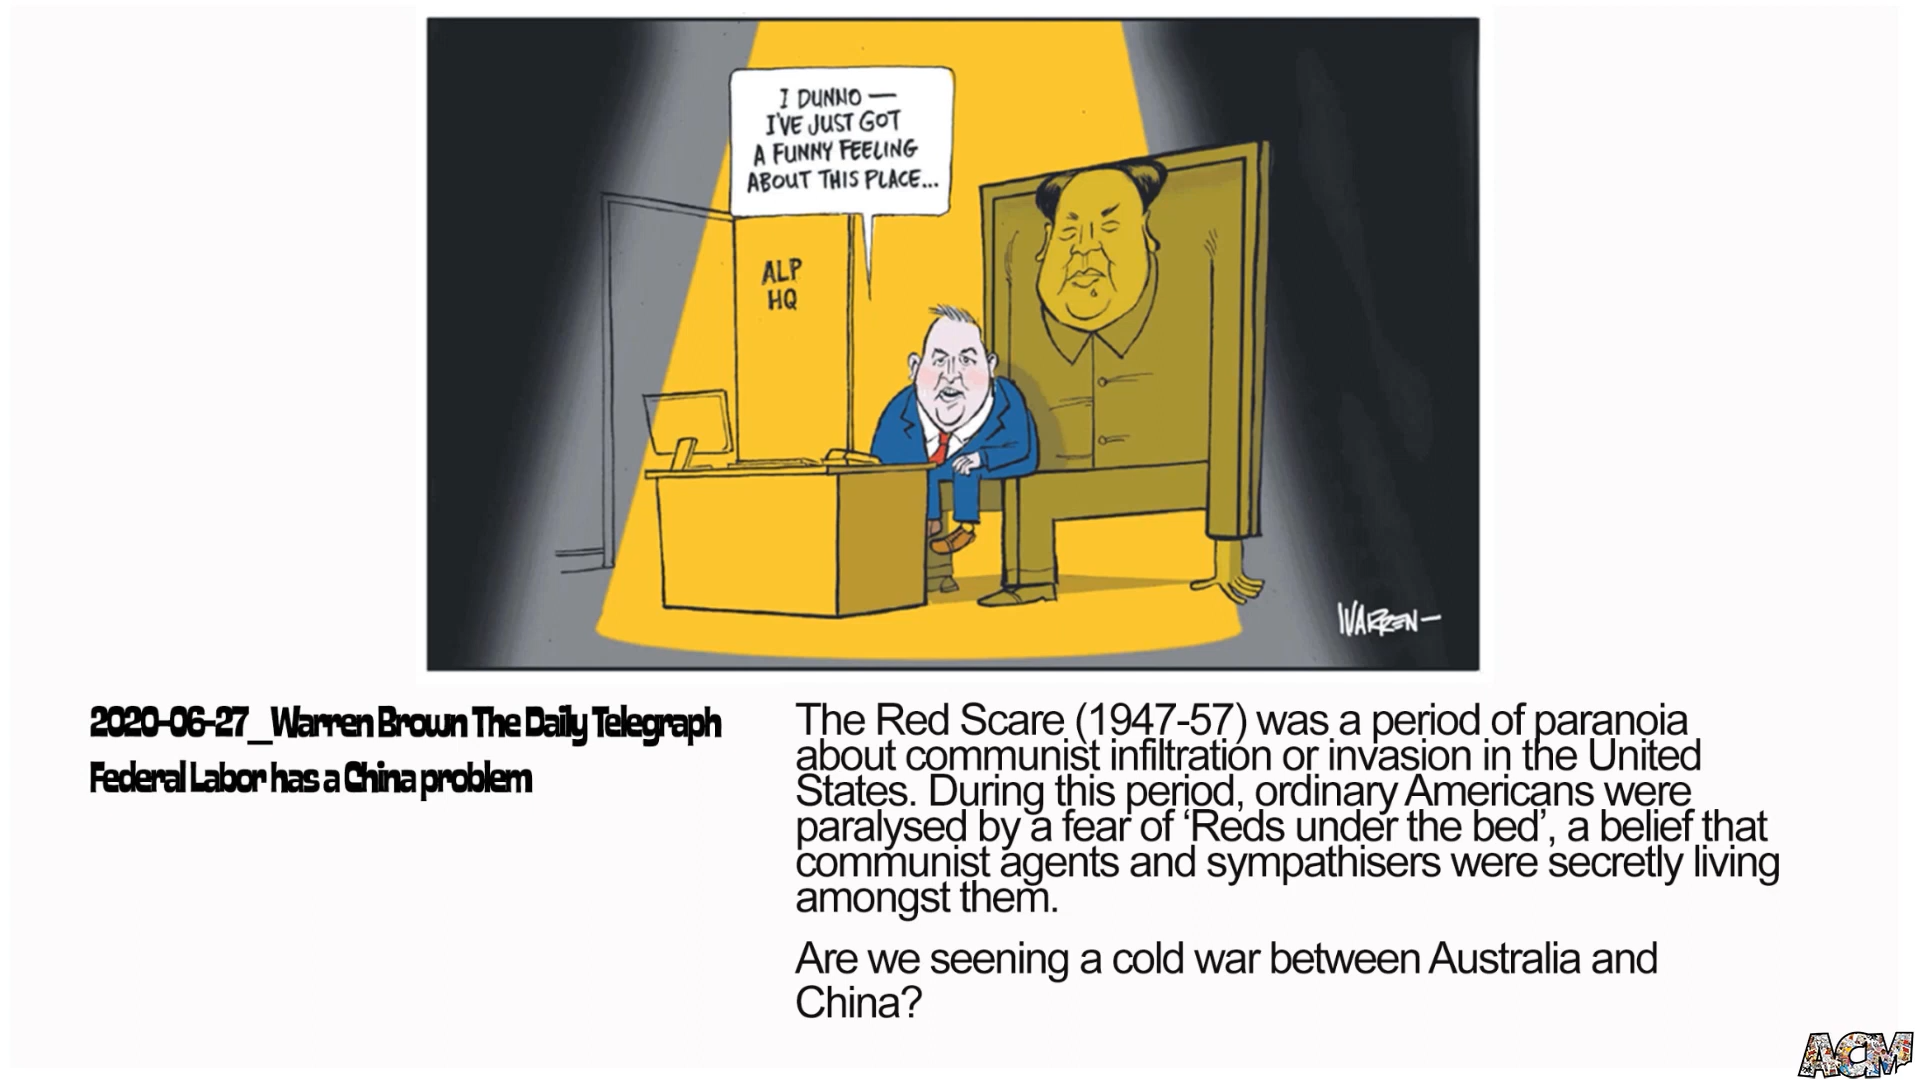 I DUNNO —
I'VE JUST GOT
A FUNNY FEELING
ABOUT THIS PLACE...
ALP
HQ
WARREN—
2020-06-27_Warren Brown The Daily Telegraph
Federal Labor has a China problem
The Red Scare (1947-57) was a period of paranoia
about communist infiltration or invasion in the United
States. During this period, ordinary Americans were
paralysed by a fear of ‘Reds under the bed’, a belief that
communist agents and sympathisers were secretly living
amongst them.
Are we seening a cold war between Australia and
China?
ACM